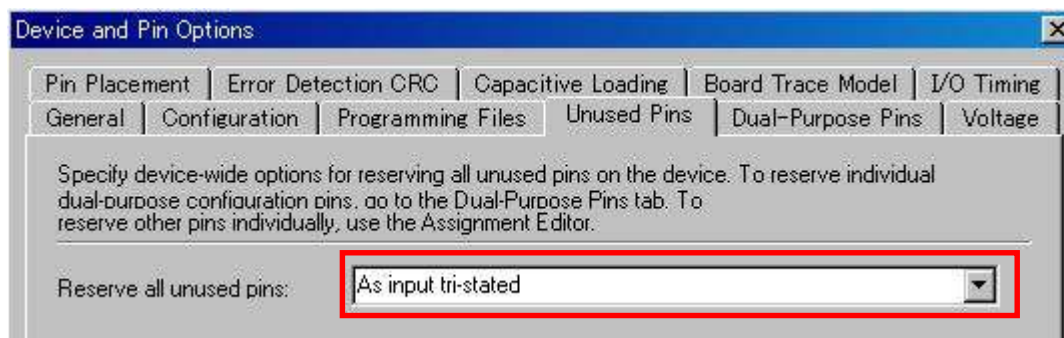 Device and Pin Options
Pin Placement Error Detection CRC Capacitive Loading Board Trace Model I/O Timing
General Configuration Programming Files Unused Pins Dual-Purpose Pins Voltage
Specify device-wide options for reserving all unused pins on the device. To reserve individual
dual-purpose configuration pins, go to the Dual-Purpose Pins tab. To
reserve other pins individually, use the Assignment Editor.
Reserve all unused pins: As input tri-stated